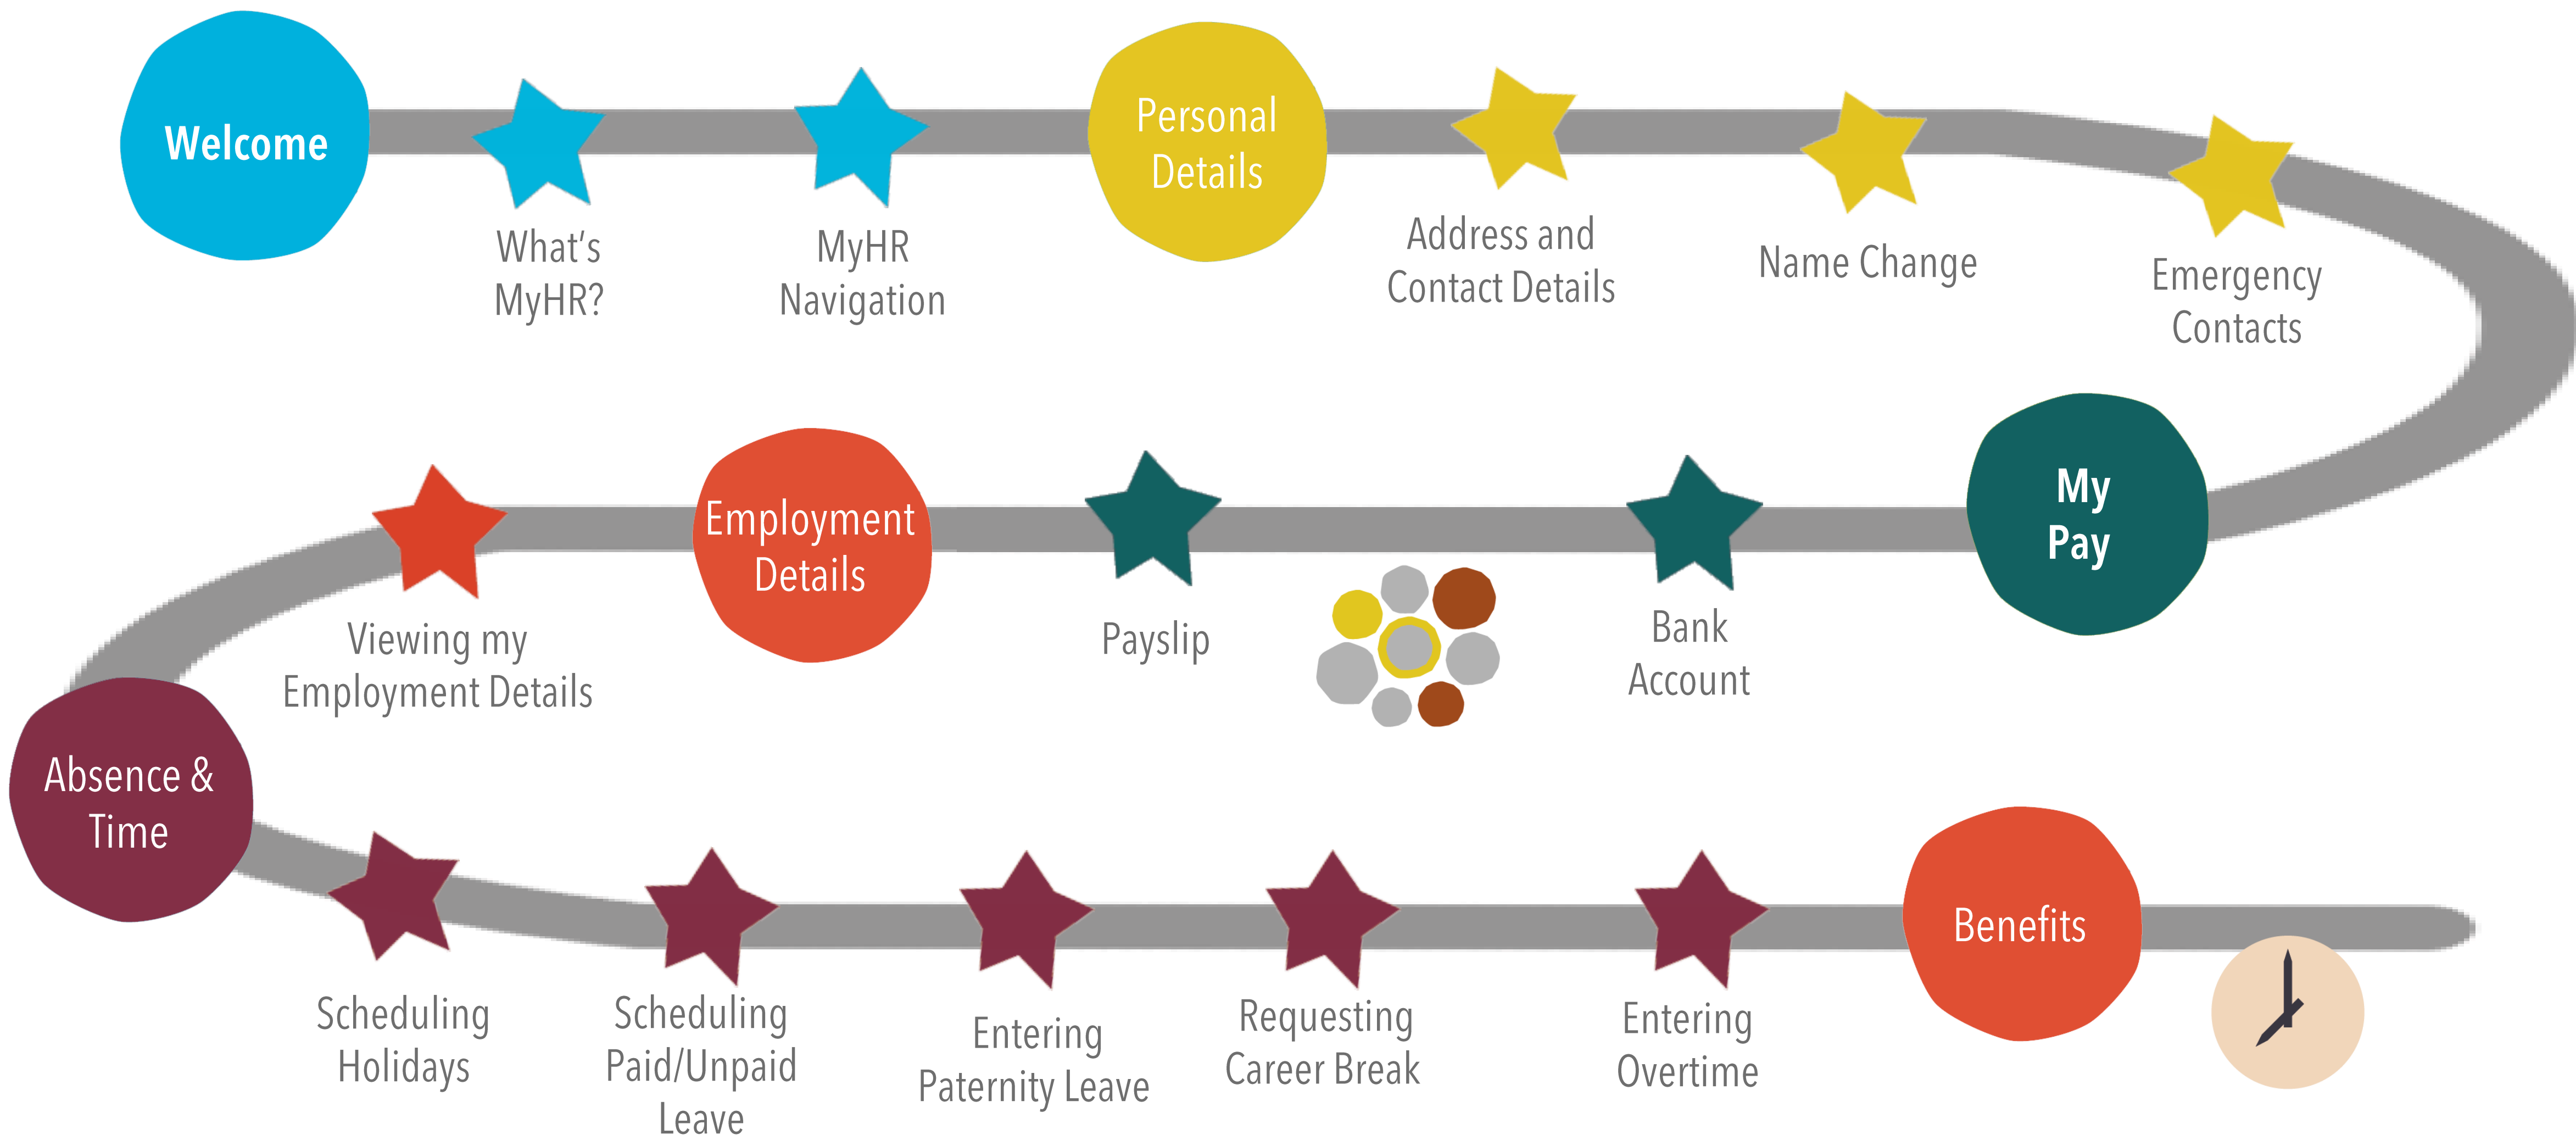 Welcome
What's
MyHR?
MyHR
Navigation
Personal
Details
Address and
Contact Details
Name Change
Emergency
Contacts
My
Pay
Bank
Account
Payslip
Employment
Details
Viewing my
Employment Details
Absence &
Time
Scheduling
Holidays
Scheduling
Paid/Unpaid
Leave
Entering
Paternity Leave
Requesting
Career Break
Entering
Overtime
Benefits